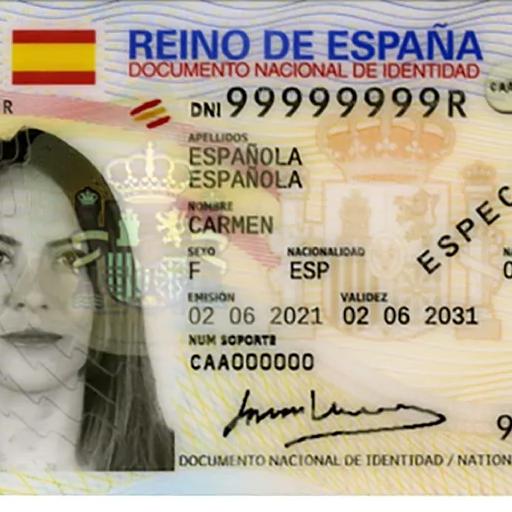 REINO DE ESPAÑA
DOCUMENTO NACIONAL DE IDENTIDAD
R
DNI 99999999R
APELLIDOS
ESPAÑOLA
ESPAÑOLA
NOMBRE
CARMEN
SEXO NACIONALIDAD
F ESP
ESPEC
EMISIÓN VALIDEZ
02 06 2021 02 06 2031
NUM SOPORTE
CAA000000
9
DOCUMENTO NACIONAL DE IDENTIDAD / NATION